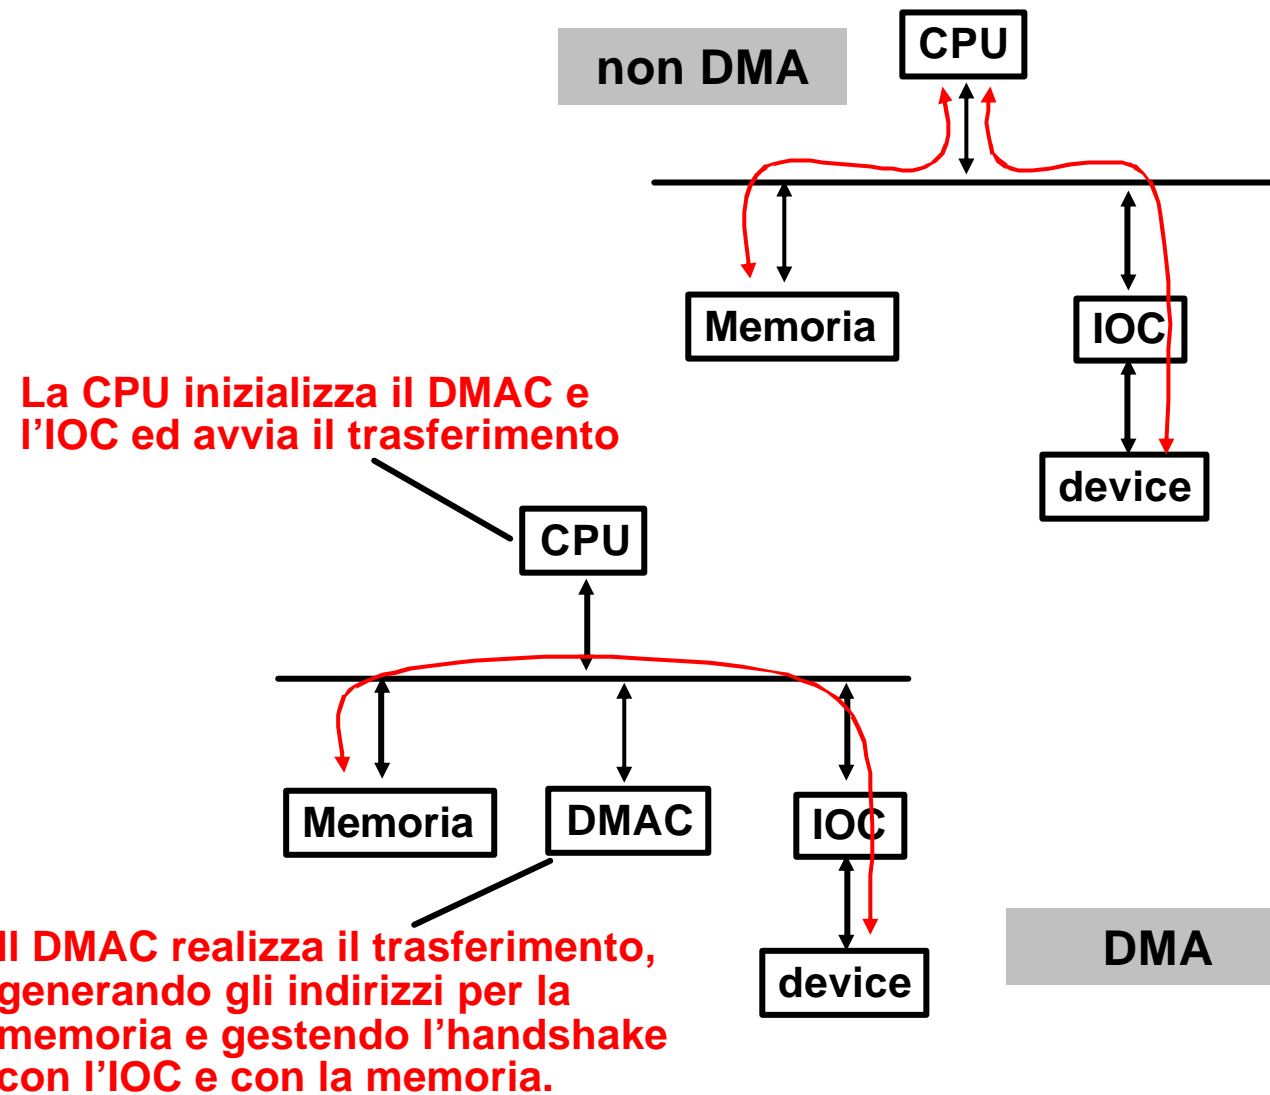 non DMA
CPU
Memoria
IOC
device
La CPU inizializza il DMAC e
l’IOC ed avvia il trasferimento
CPU
Memoria
DMAC
IOC
device
Il DMAC realizza il trasferimento,
generando gli indirizzi per la
memoria e gestendo l’handshake
con l’IOC e con la memoria.
DMA